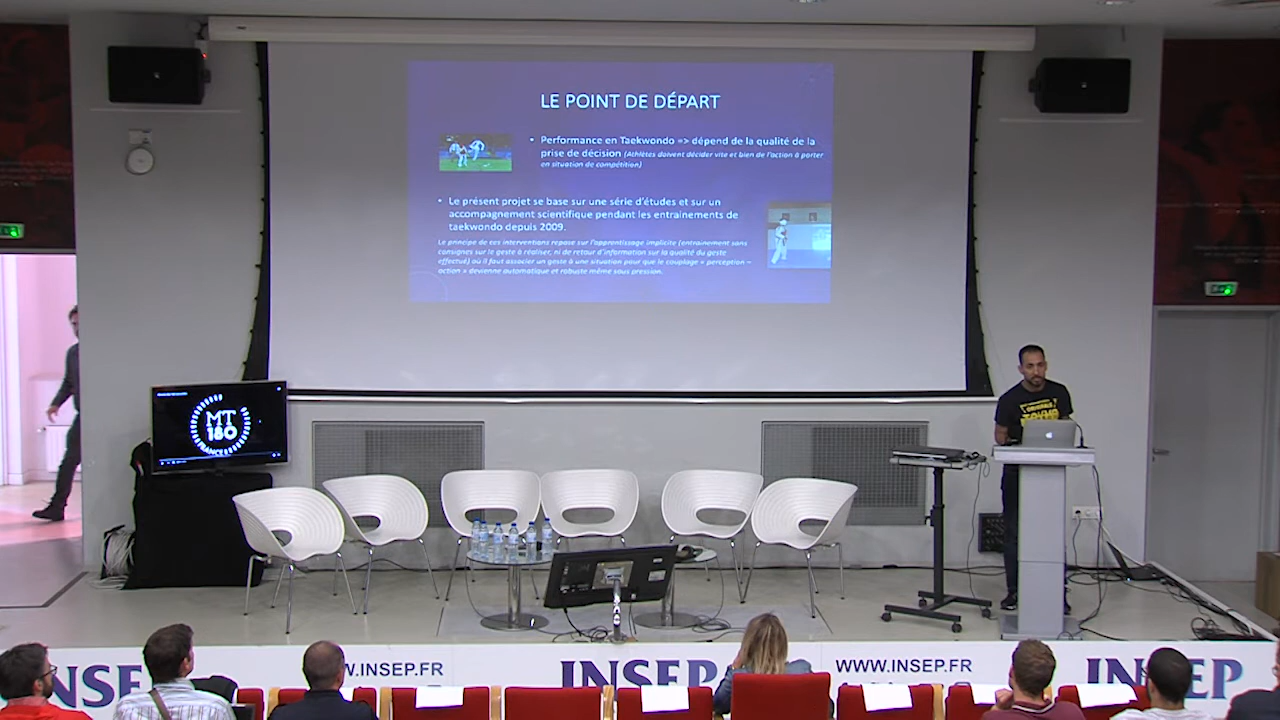 LE POINT DE DÉPART
• Performance en Taekwondo => dépend de la qualité de la
prise de décision (Athlètes doivent décider vite et bien de l'action à porter
en situation de compétition)
• Le présent projet se base sur une série d'études et sur un
accompagnement scientifique pendant les entrainements de
taekwondo depuis 2009.
Le principe de ces interventions repose sur l'apprentissage implicite (entrainement sans
consignes sur le geste à réaliser, ni de retour d'information sur la qualité du geste
effectué) où il faut associer un geste à une situation pour que le couplage « perception –
action » devienne automatique et robuste même sous pression.
MT
180
FRANCE
INSEP
WWW.INSEP.FR
INSEP
WWW.INSEP.FR
INSEP